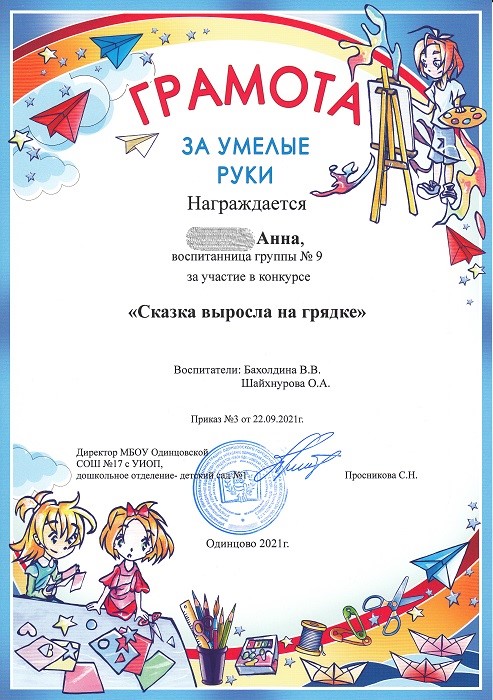 ГРАМОТА
ЗА УМЕЛЫЕ
РУКИ
Награждается
Анна,
воспитанница группы № 9
за участие в конкурсе
«Сказка выросла на грядке»
Воспитатели: Бахолдина В.В.
Шайхнурова О.А.
Приказ №3 от 22.09.2021г.
Директор МБОУ Одинцовской
СОШ №17 с УИОП,
дошкольное отделение- детский сад №1
Просникова С.Н.
Одинцово 2021г.